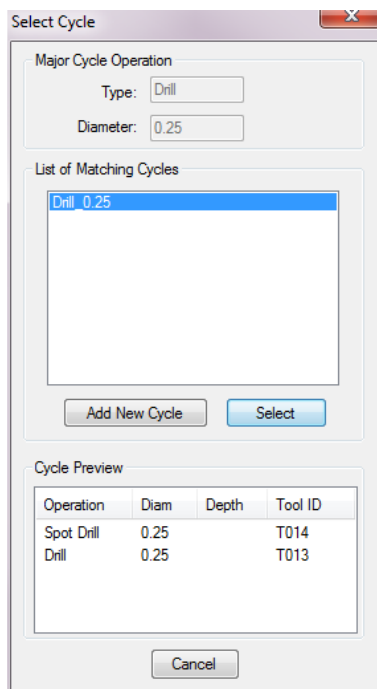 Select Cycle
Major Cycle Operation
Type: Drill
Diameter: 0.25
List of Matching Cycles
Drill_0.25
Add New Cycle Select
Cycle Preview
Operation Diam Depth Tool ID
Spot Drill 0.25 T014
Drill 0.25 T013
Cancel